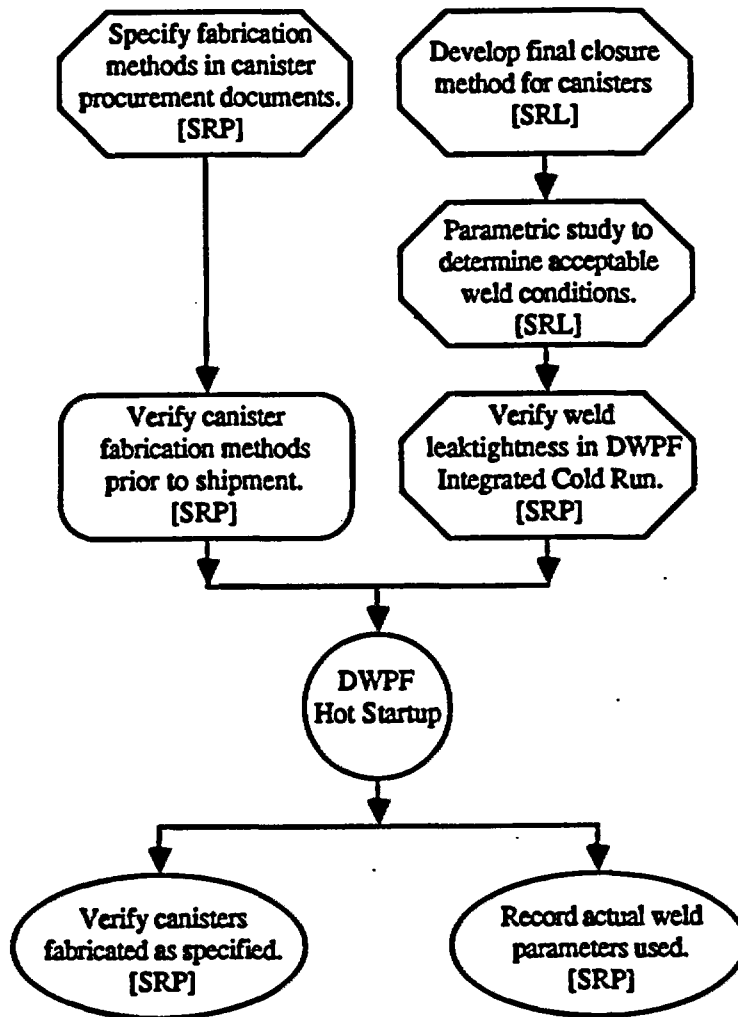 Specify fabrication
methods in canister
procurement documents.
[SRP]
Develop final closure
method for canisters
[SRL]
Parametric study to
determine acceptable
weld conditions.
[SRL]
Verify canister
fabrication methods
prior to shipment.
[SRP]
Verify weld
leaktightness in DWPF
Integrated Cold Run.
[SRP]
DWPF
Hot Startup
Verify canisters
fabricated as specified.
[SRP]
Record actual weld
parameters used.
[SRP]